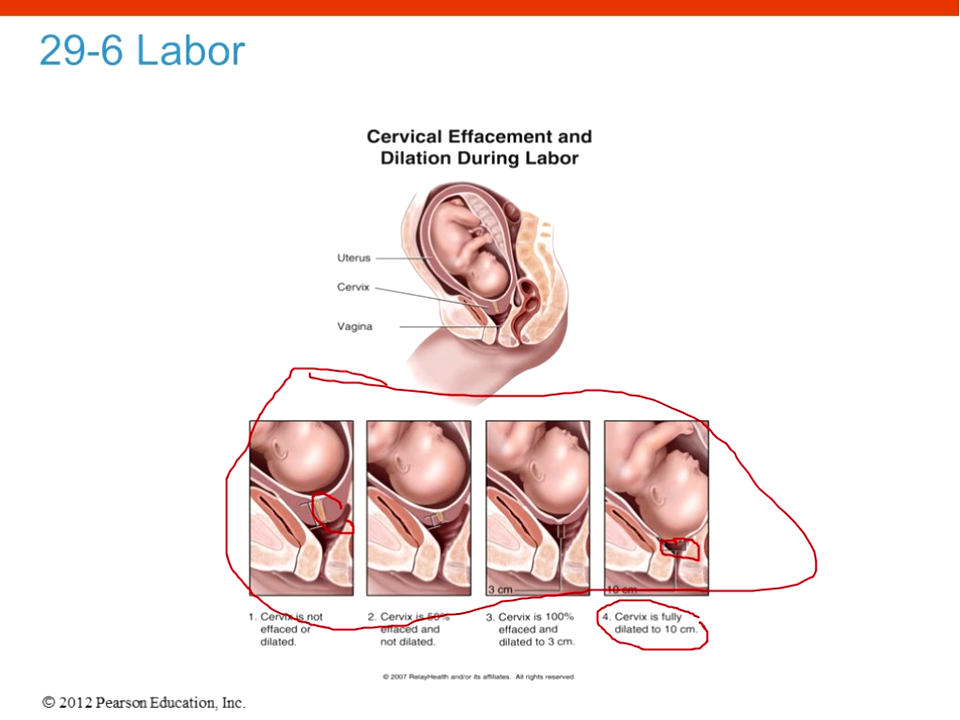 29-6 Labor
Cervical Effacement and
Dilation During Labor
Uterus
Cervix
Vagina
3 cm
10 cm
1. Cervix is not
effaced or
dilated.
2. Cervix is 50%
effaced and
not dilated.
3. Cervix is 100%
effaced and
dilated to 3 cm.
4. Cervix is fully
dilated to 10 cm.
© 2007 RelayHealth and/or its affiliates. All rights reserved.
© 2012 Pearson Education, Inc.